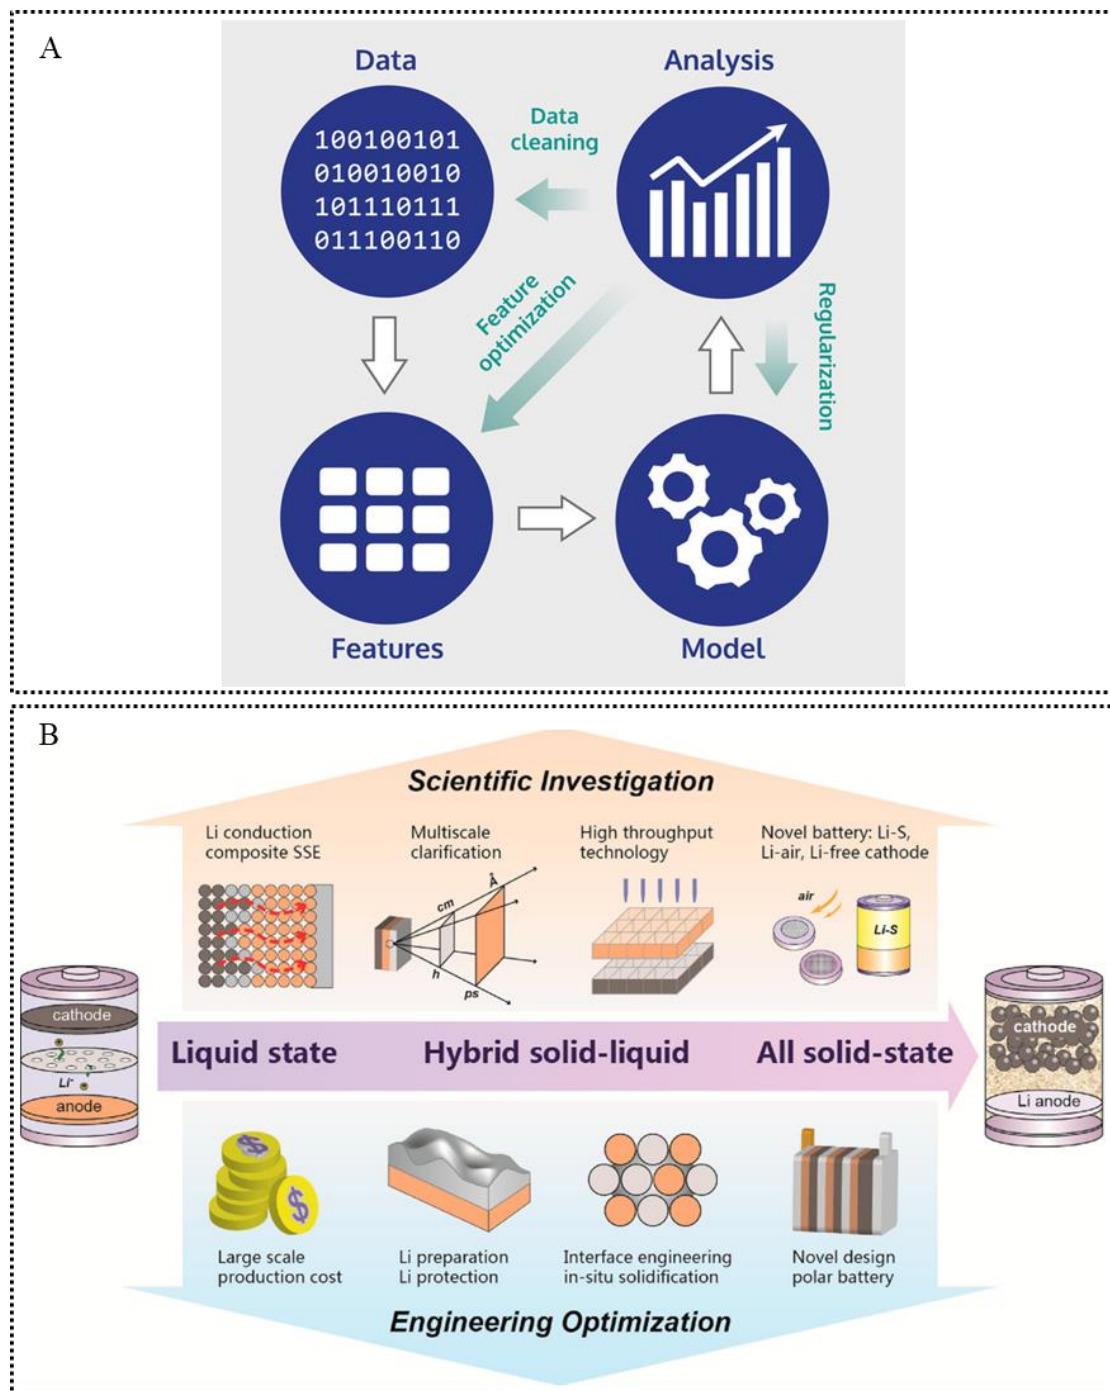 A
Data
Analysis
100100101
010010010
101110111
011100110
Data
cleaning
Feature
optimization
Regularization
Features
Model
B
Scientific Investigation
Li conduction
composite SSE
Multiscale
clarification
High throughput
technology
Novel battery: Li-S,
Li-air, Li-free cathode
cm
Å
h
ps
air
Li-S
cathode
Li⁺
anode
Liquid state
Hybrid solid-liquid
All solid-state
cathode
Li anode
$
$
Large scale
production cost
Li preparation
Li protection
Interface engineering
in-situ solidification
Novel design
polar battery
Engineering Optimization